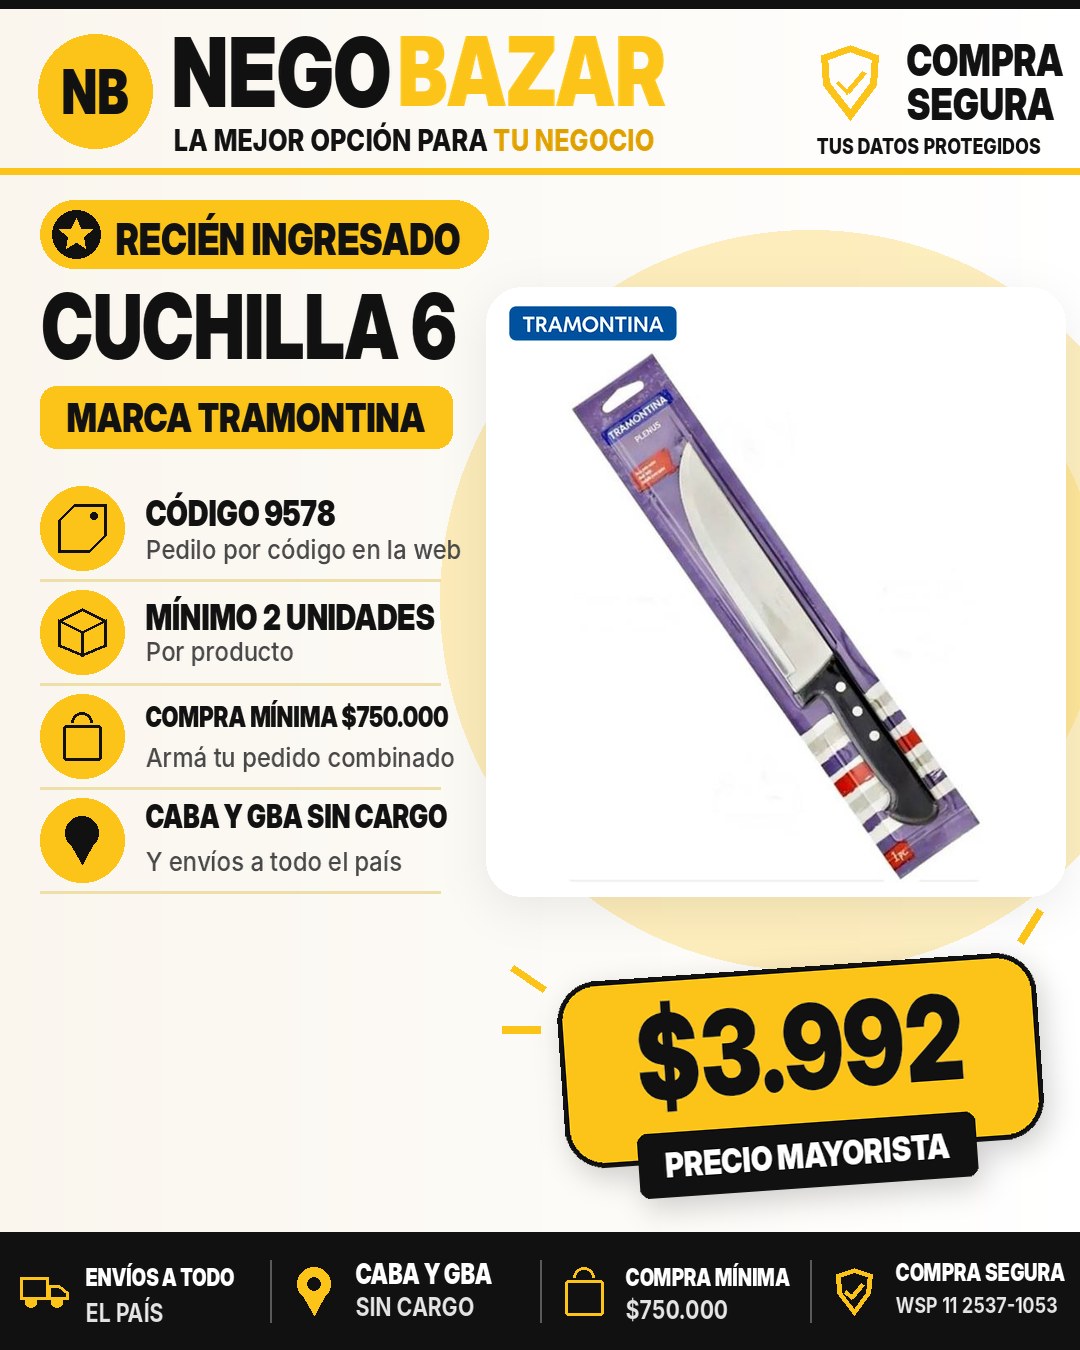 NB
NEGOBAZAR
LA MEJOR OPCIÓN PARA TU NEGOCIO
COMPRA
SEGURA
TUS DATOS PROTEGIDOS
RECIÉN INGRESADO
CUCHILLA 6
MARCA TRAMONTINA
CÓDIGO 9578
Pedilo por código en la web
MÍNIMO 2 UNIDADES
Por producto
COMPRA MÍNIMA $750.000
Armá tu pedido combinado
CABA Y GBA SIN CARGO
Y envíos a todo el país
TRAMONTINA
TRAMONTINA
PLENUS
1pc
$3.992
PRECIO MAYORISTA
ENVÍOS A TODO
EL PAÍS
CABA Y GBA
SIN CARGO
COMPRA MÍNIMA
$750.000
COMPRA SEGURA
WSP 11 2537-1053